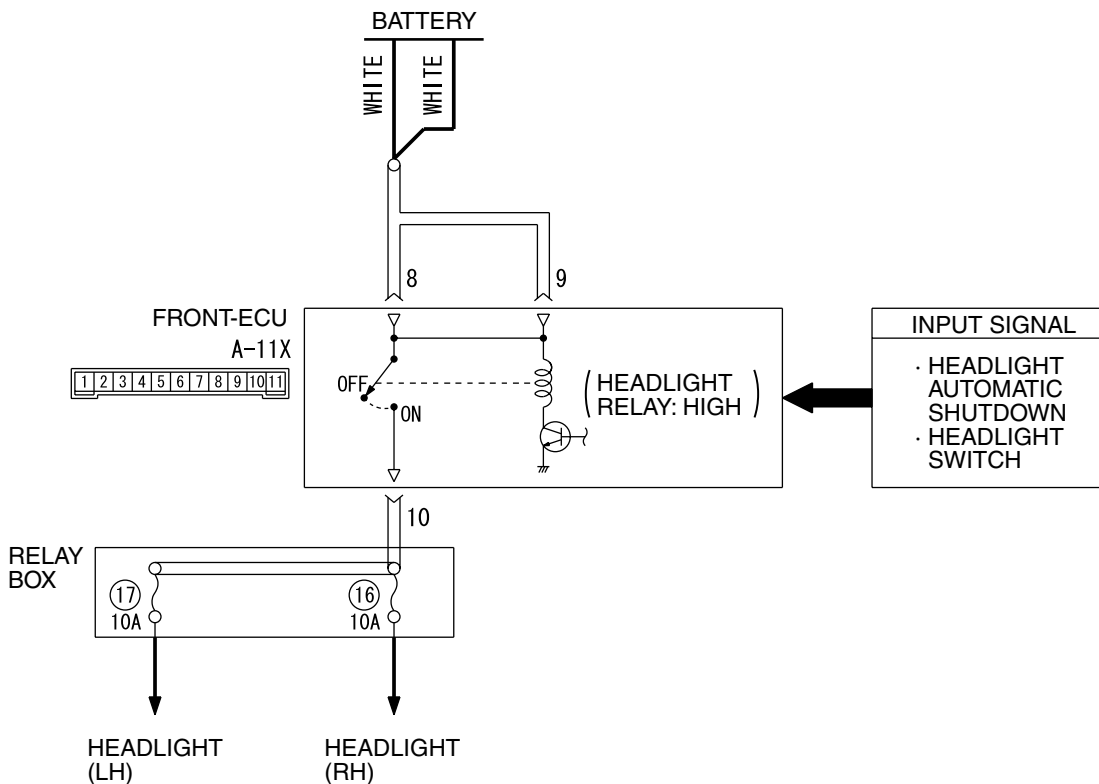 BATTERY
WHITE
WHITE
8
9
FRONT-ECU
A-11X
1 2 3 4 5 6 7 8 9 10 11
OFF
ON
(HEADLIGHT
RELAY: HIGH)
INPUT SIGNAL
· HEADLIGHT
AUTOMATIC
SHUTDOWN
· HEADLIGHT
SWITCH
10
RELAY
BOX
17
10A
16
10A
HEADLIGHT
(LH)
HEADLIGHT
(RH)